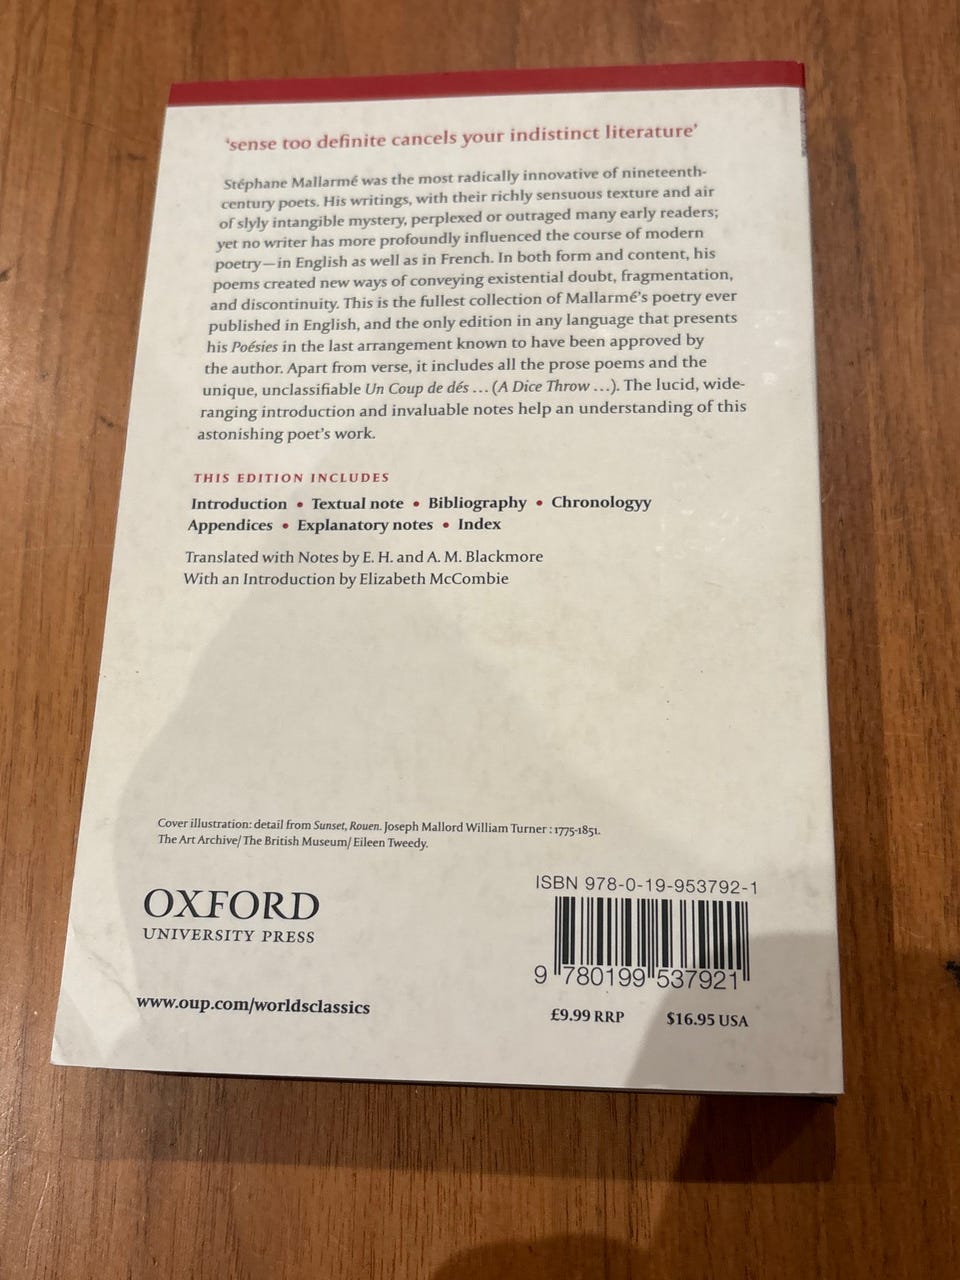 ‘sense too definite cancels your indistinct literature’
Stéphane Mallarmé was the most radically innovative of nineteenth-
century poets. His writings, with their richly sensuous texture and air
of slyly intangible mystery, perplexed or outraged many early readers;
yet no writer has more profoundly influenced the course of modern
poetry—in English as well as in French. In both form and content, his
poems created new ways of conveying existential doubt, fragmentation,
and discontinuity. This is the fullest collection of Mallarmé’s poetry ever
published in English, and the only edition in any language that presents
his Poésies in the last arrangement known to have been approved by
the author. Apart from verse, it includes all the prose poems and the
unique, unclassifiable Un Coup de dés … (A Dice Throw …). The lucid, wide-
ranging introduction and invaluable notes help an understanding of this
astonishing poet’s work.
THIS EDITION INCLUDES
Introduction • Textual note • Bibliography • Chronologyy
Appendices • Explanatory notes • Index
Translated with Notes by E. H. and A. M. Blackmore
With an Introduction by Elizabeth McCombie
Cover illustration: detail from Sunset, Rouen. Joseph Mallord William Turner : 1775-1851.
The Art Archive/ The British Museum/ Eileen Tweedy.
OXFORD
UNIVERSITY PRESS
www.oup.com/worldsclassics
ISBN 978-0-19-953792-1
9 780199 537921
£9.99 RRP $16.95 USA